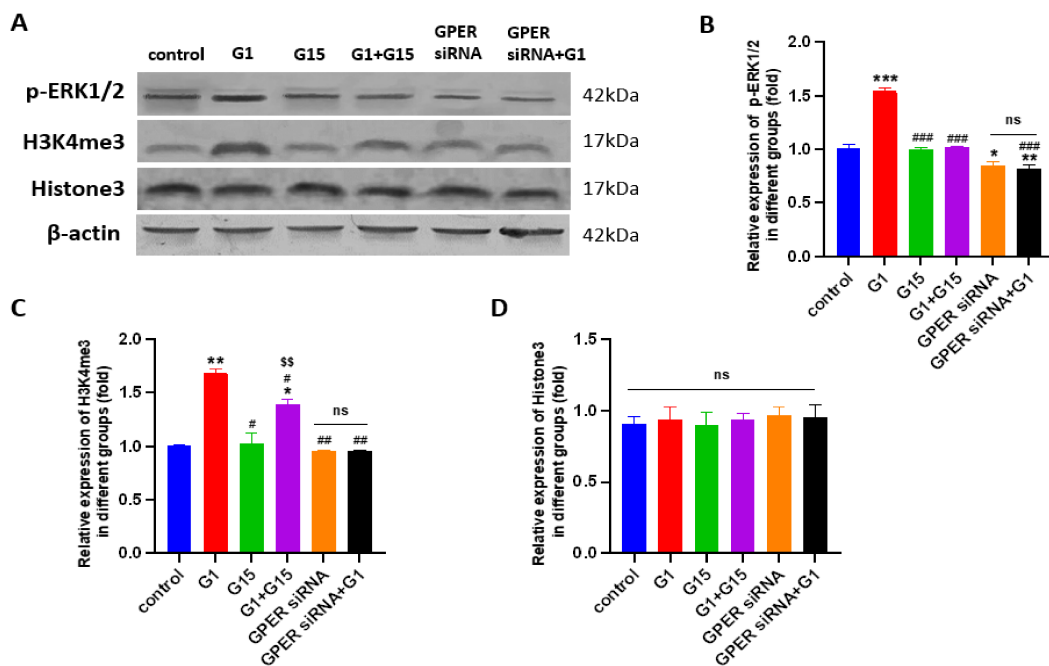 A
control G1 G15 G1+G15 GPER siRNA GPER siRNA+G1
p-ERK1/2 42kDa
H3K4me3 17kDa
Histone3 17kDa
β-actin 42kDa
B
Relative expression of p-ERK1/2
in different groups (fold)
2.0
1.5
1.0
0.5
0.0
***
###
###
ns
*
###
**
control
G1
G15
G1+G15
GPER siRNA
GPER siRNA+G1
C
Relative expression of H3K4me3
in different groups (fold)
2.0
1.5
1.0
0.5
0.0
**
#
$$
#
*
ns
##
##
control
G1
G15
G1+G15
GPER siRNA
GPER siRNA+G1
D
Relative expression of Histone3
in different groups (fold)
1.5
1.0
0.5
0.0
ns
control
G1
G15
G1+G15
GPER siRNA
GPER siRNA+G1